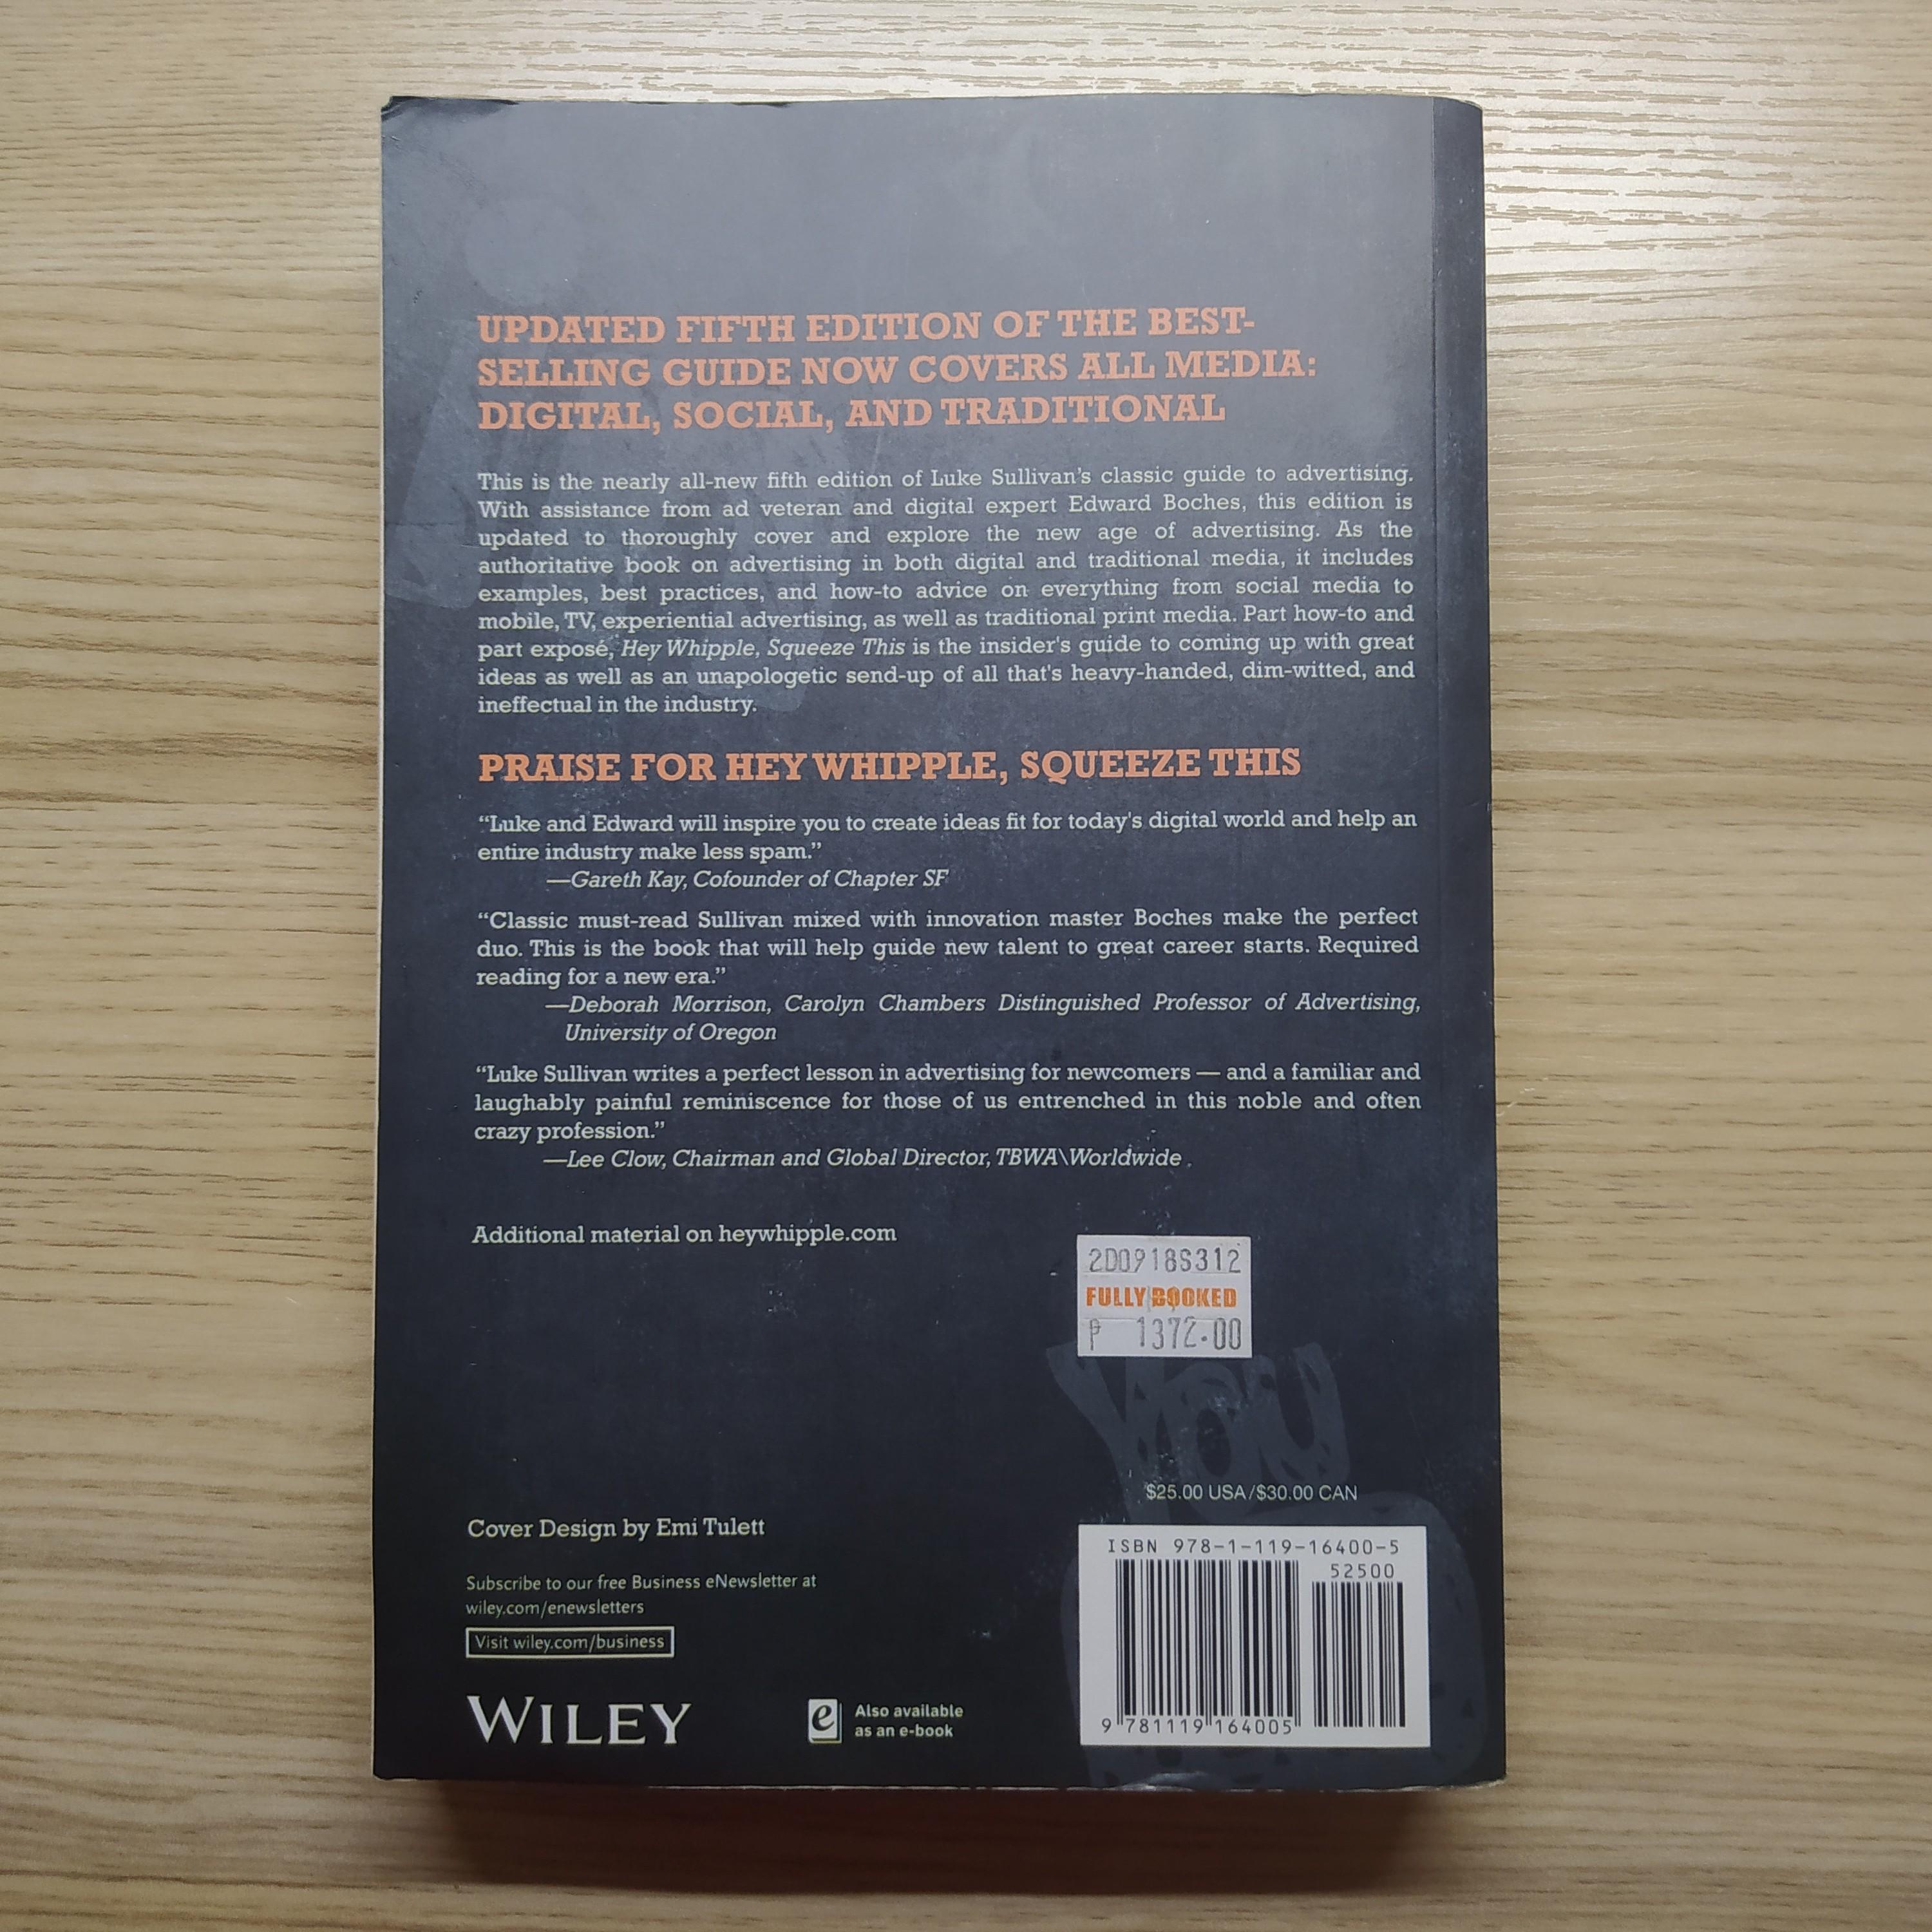 UPDATED FIFTH EDITION OF THE BEST-
SELLING GUIDE NOW COVERS ALL MEDIA:
DIGITAL, SOCIAL, AND TRADITIONAL
This is the nearly all-new fifth edition of Luke Sullivan's classic guide to advertising.
With assistance from ad veteran and digital expert Edward Boches, this edition is
updated to thoroughly cover and explore the new age of advertising. As the
authoritative book on advertising in both digital and traditional media, it includes
examples, best practices, and how-to advice on everything from social media to
mobile, TV, experiential advertising, as well as traditional print media. Part how-to and
part exposé, Hey Whipple, Squeeze This is the insider's guide to coming up with great
ideas as well as an unapologetic send-up of all that's heavy-handed, dim-witted, and
ineffectual in the industry.
PRAISE FOR HEY WHIPPLE, SQUEEZE THIS
“Luke and Edward will inspire you to create ideas fit for today's digital world and help an
entire industry make less spam.”
—Gareth Kay, Cofounder of Chapter SF
“Classic must-read Sullivan mixed with innovation master Boches make the perfect
duo. This is the book that will help guide new talent to great career starts. Required
reading for a new era.”
—Deborah Morrison, Carolyn Chambers Distinguished Professor of Advertising,
University of Oregon
“Luke Sullivan writes a perfect lesson in advertising for newcomers — and a familiar and
laughably painful reminiscence for those of us entrenched in this noble and often
crazy profession.”
—Lee Clow, Chairman and Global Director, TBWA\Worldwide
Additional material on heywhipple.com
2D0918S312
FULLY BOOKED
₱ 1372.00
You
$25.00 USA/$30.00 CAN
Cover Design by Emi Tulett
Subscribe to our free Business eNewsletter at
wiley.com/enewsletters
Visit wiley.com/business
WILEY
e
Also available
as an e-book
ISBN 978-1-119-16400-5
52500
9 781119 164005